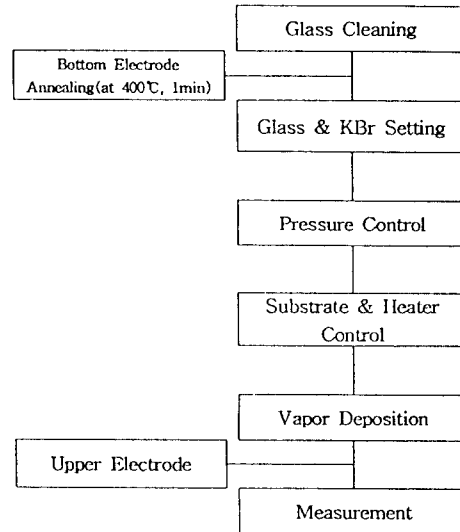 Glass Cleaning
Bottom Electrode
Annealing(at 400℃, 1min)
Glass & KBr Setting
Pressure Control
Substrate & Heater
Control
Vapor Deposition
Upper Electrode
Measurement